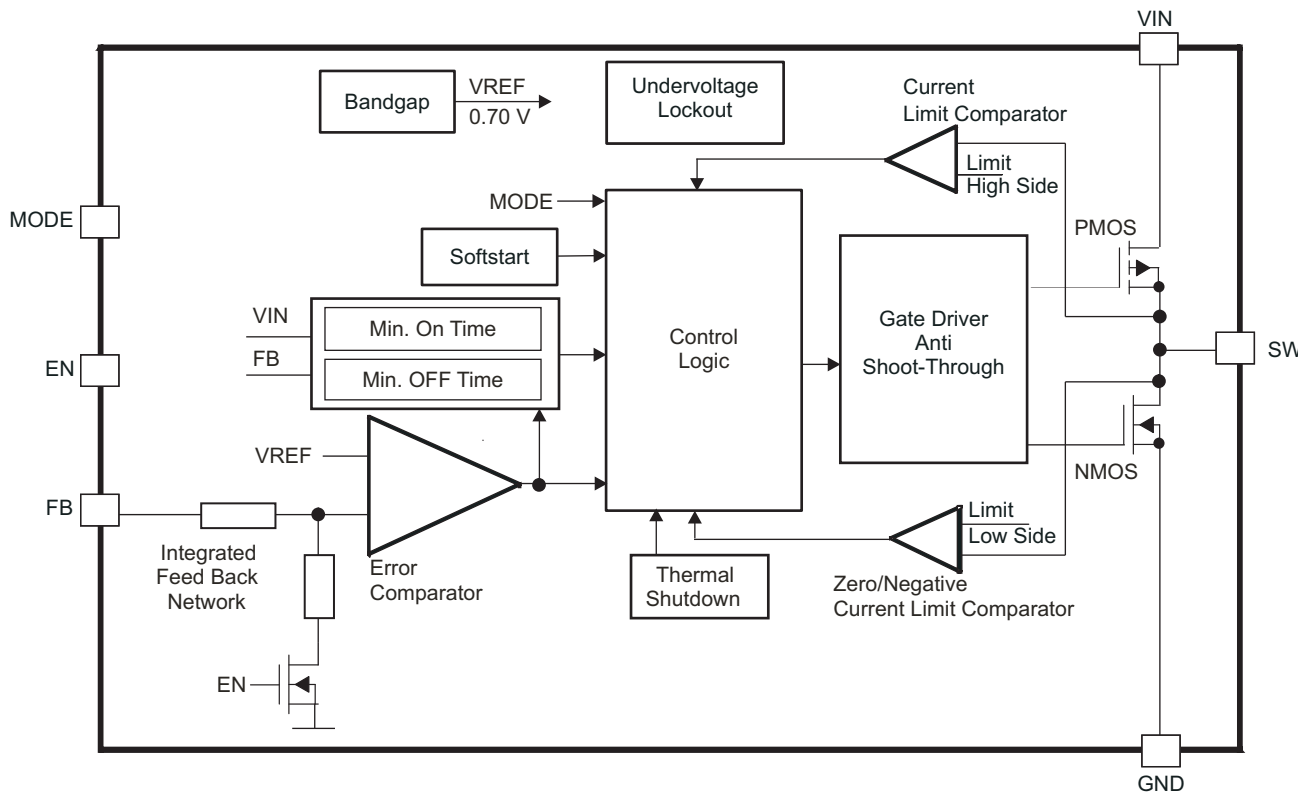 VIN
Bandgap
VREF
0.70 V
Undervoltage
Lockout
Current
Limit Comparator
Limit
High Side
MODE
MODE
PMOS
Softstart
VIN
FB
Min. On Time
Min. OFF Time
Control
Logic
Gate Driver
Anti
Shoot-Through
EN
SW
VREF
NMOS
FB
Integrated
Feed Back
Network
Error
Comparator
Limit
Low Side
Thermal
Shutdown
Zero/Negative
Current Limit Comparator
EN
GND